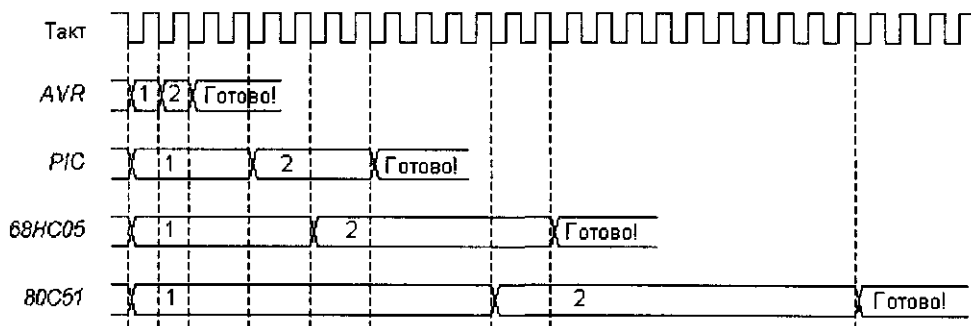 Такт
AVR 1 2 Готово!
PIC 1 2 Готово!
68HC05 1 2 Готово!
80C51 1 2 Готово!